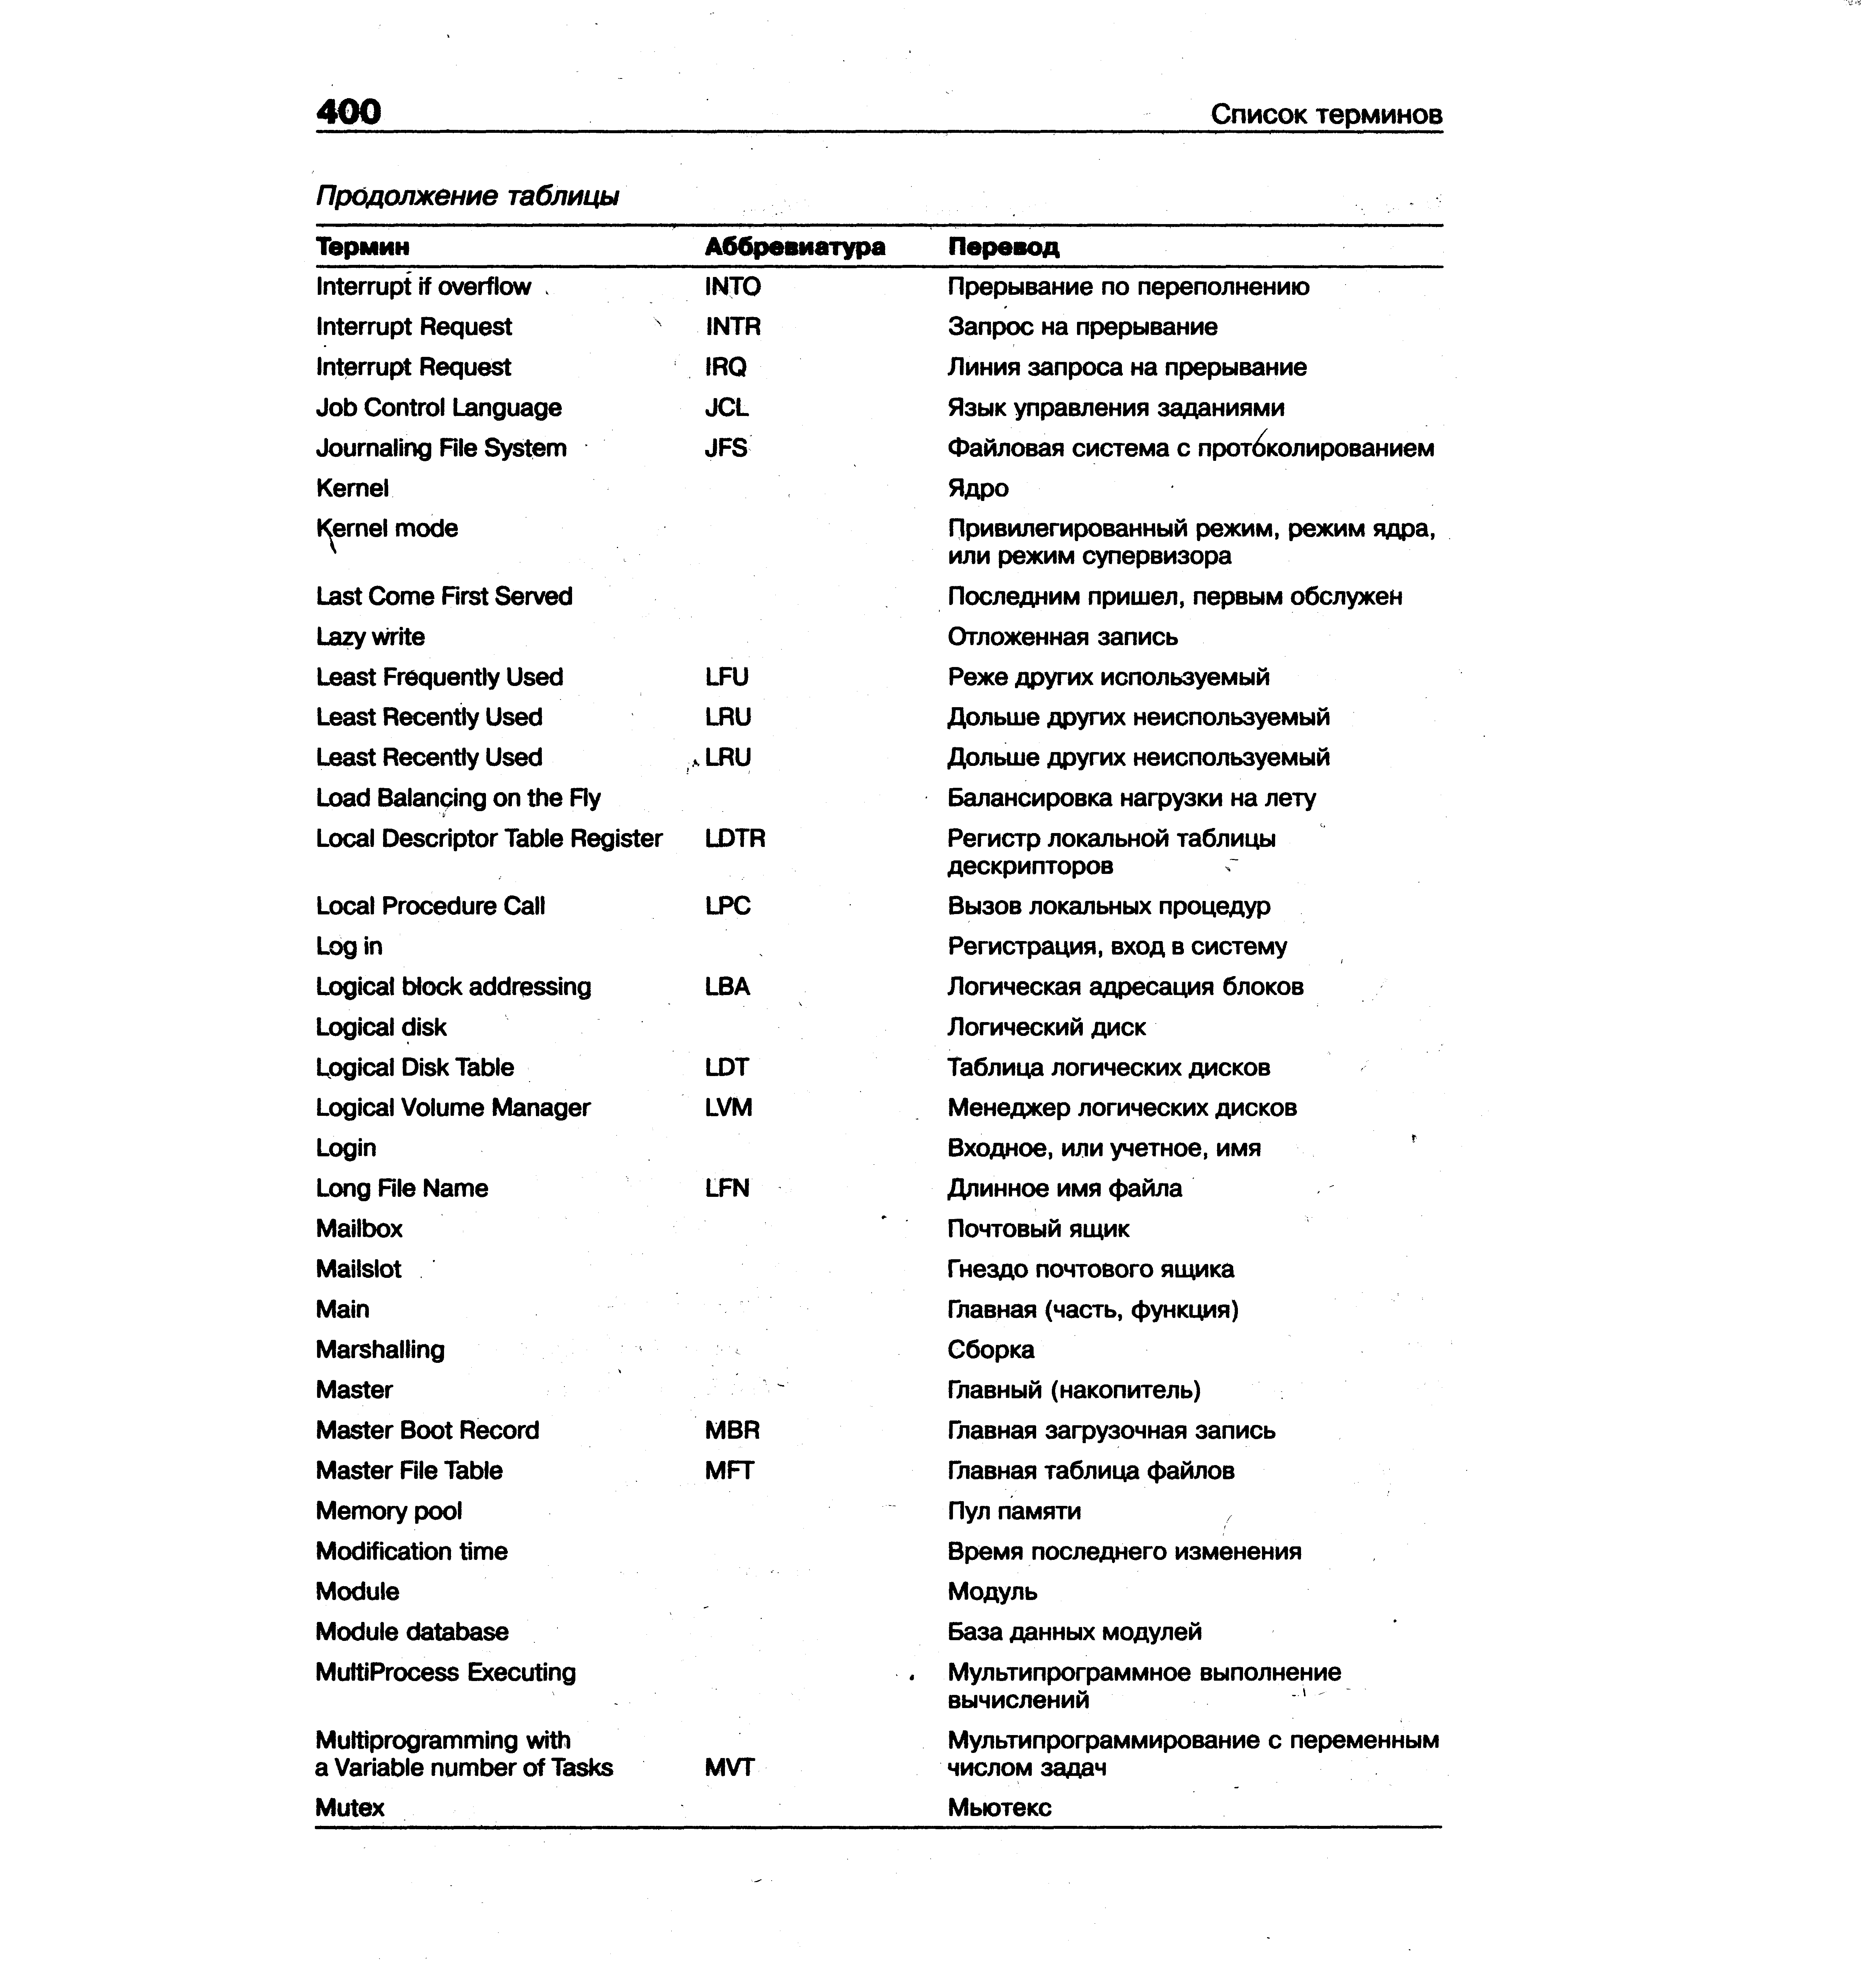 400 Список терминов
Продолжение таблицы
Термин Аббревиатура Перевод
Interrupt if overflow INTO Прерывание по переполнению
Interrupt Request INTR Запрос на прерывание
Interrupt Request IRQ Линия запроса на прерывание
Job Control Language JCL Язык управления заданиями
Journaling File System JFS Файловая система с протоколированием
Kernel Ядро
Kernel mode Привилегированный режим, режим ядра,
или режим супервизора
Last Come First Served Последним пришел, первым обслужен
Lazy write Отложенная запись
Least Frequently Used LFU Реже других используемый
Least Recently Used LRU Дольше других неиспользуемый
Least Recently Used LRU Дольше других неиспользуемый
Load Balancing on the Fly Балансировка нагрузки на лету
Local Descriptor Table Register LDTR Регистр локальной таблицы
дескрипторов
Local Procedure Call LPC Вызов локальных процедур
Log in Регистрация, вход в систему
Logical block addressing LBA Логическая адресация блоков
Logical disk Логический диск
Logical Disk Table LDT Таблица логических дисков
Logical Volume Manager LVM Менеджер логических дисков
Login Входное, или учетное, имя
Long File Name LFN Длинное имя файла
Mailbox Почтовый ящик
Mailslot Гнездо почтового ящика
Main Главная (часть, функция)
Marshalling Сборка
Master Главный (накопитель)
Master Boot Record MBR Главная загрузочная запись
Master File Table MFT Главная таблица файлов
Memory pool Пул памяти
Modification time Время последнего изменения
Module Модуль
Module database База данных модулей
MultiProcess Executing Мультипрограммное выполнение
вычислений
Multiprogramming with Мультипрограммирование с переменным
a Variable number of Tasks MVT числом задач
Mutex Мьютекс